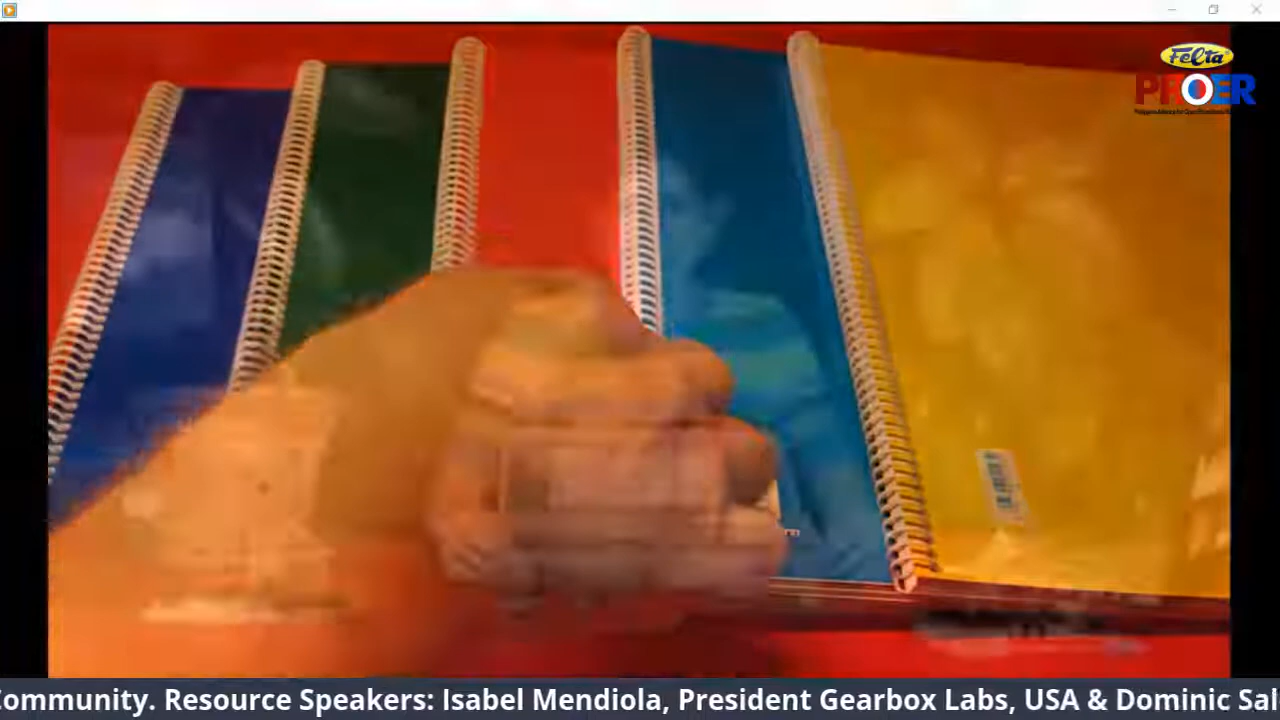 Felta
PROER
Community. Resource Speakers: Isabel Mendiola, President Gearbox Labs, USA & Dominic Sal